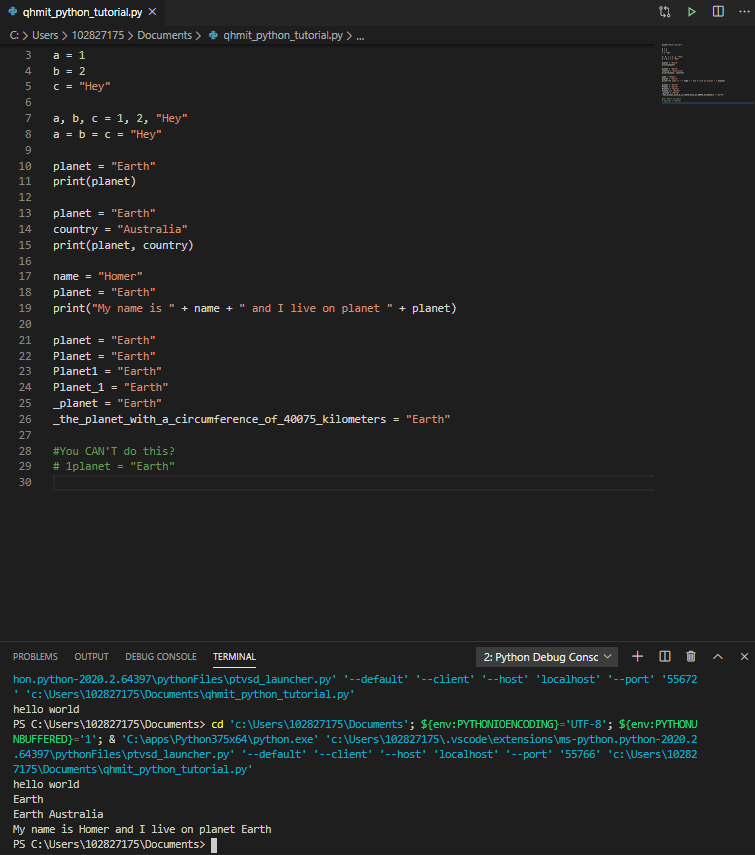 qhmit_python_tutorial.py ×
C: > Users > 102827175 > Documents > qhmit_python_tutorial.py > ...
3 a = 1
4 b = 2
5 c = "Hey"
6
7 a, b, c = 1, 2, "Hey"
8 a = b = c = "Hey"
9
10 planet = "Earth"
11 print(planet)
12
13 planet = "Earth"
14 country = "Australia"
15 print(planet, country)
16
17 name = "Homer"
18 planet = "Earth"
19 print("My name is " + name + " and I live on planet " + planet)
20
21 planet = "Earth"
22 Planet = "Earth"
23 Planet1 = "Earth"
24 Planet_1 = "Earth"
25 _planet = "Earth"
26 _the_planet_with_a_circumference_of_40075_kilometers = "Earth"
27
28 #You CAN'T do this?
29 # 1planet = "Earth"
30
PROBLEMS OUTPUT DEBUG CONSOLE TERMINAL 2: Python Debug Consc
hon.python-2020.2.64397\pythonFiles\ptvsd_launcher.py' '--default' '--client' '--host' 'localhost' '--port' '55672
' 'c:\Users\102827175\Documents\qhmit_python_tutorial.py'
hello world
PS C:\Users\102827175\Documents> cd 'c:\Users\102827175\Documents'; ${env:PYTHONIOENCODING}='UTF-8'; ${env:PYTHONU
NBUFFERED}='1'; & 'C:\apps\Python375x64\python.exe' 'c:\Users\102827175\.vscode\extensions\ms-python.python-2020.2
.64397\pythonFiles\ptvsd_launcher.py' '--default' '--client' '--host' 'localhost' '--port' '55766' 'c:\Users\10282
7175\Documents\qhmit_python_tutorial.py'
hello world
Earth
Earth Australia
My name is Homer and I live on planet Earth
PS C:\Users\102827175\Documents>